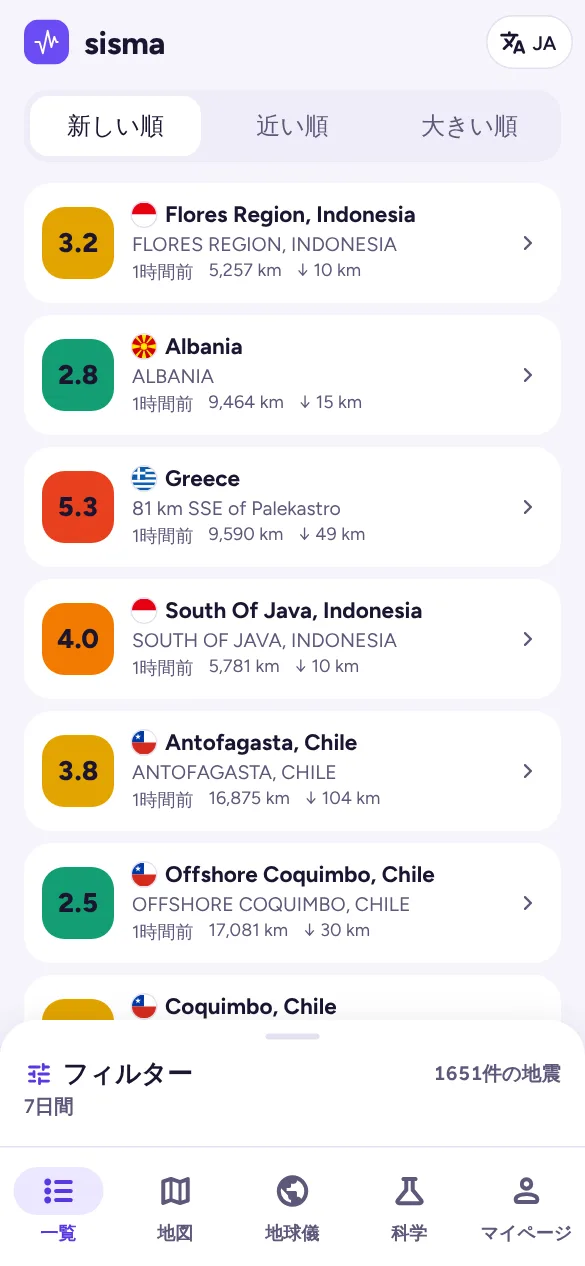 sisma
JA
新しい順
近い順
大きい順
3.2
Flores Region, Indonesia
FLORES REGION, INDONESIA
1時間前 5,257 km ↓ 10 km
2.8
Albania
ALBANIA
1時間前 9,464 km ↓ 15 km
5.3
Greece
81 km SSE of Palekastro
1時間前 9,590 km ↓ 49 km
4.0
South Of Java, Indonesia
SOUTH OF JAVA, INDONESIA
1時間前 5,781 km ↓ 10 km
3.8
Antofagasta, Chile
ANTOFAGASTA, CHILE
1時間前 16,875 km ↓ 104 km
2.5
Offshore Coquimbo, Chile
OFFSHORE COQUIMBO, CHILE
1時間前 17,081 km ↓ 30 km
Coquimbo, Chile
フィルター
1651件の地震
7日間
一覧
地図
地球儀
科学
マイページ